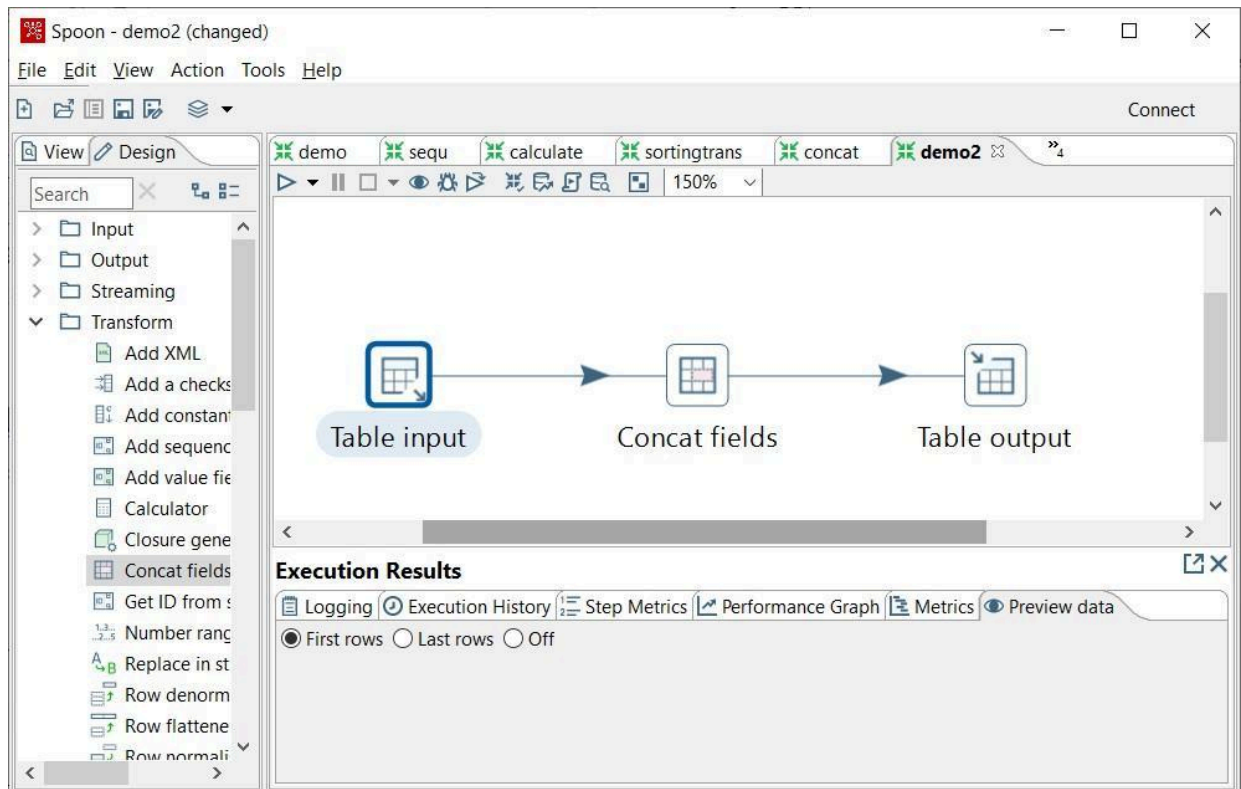 Spoon - demo2 (changed)
File Edit View Action Tools Help
Connect
View Design
demo sequ calculate sortingtrans concat demo2 »4
Search
150%
Input
Output
Streaming
Transform
Add XML
Add a checks
Add constant
Add sequenc
Add value fie
Calculator
Closure gene
Concat fields
Get ID from s
Number rang
Replace in st
Row denorm
Row flattene
Row normali
Table input Concat fields Table output
Execution Results
Logging Execution History Step Metrics Performance Graph Metrics Preview data
First rows Last rows Off